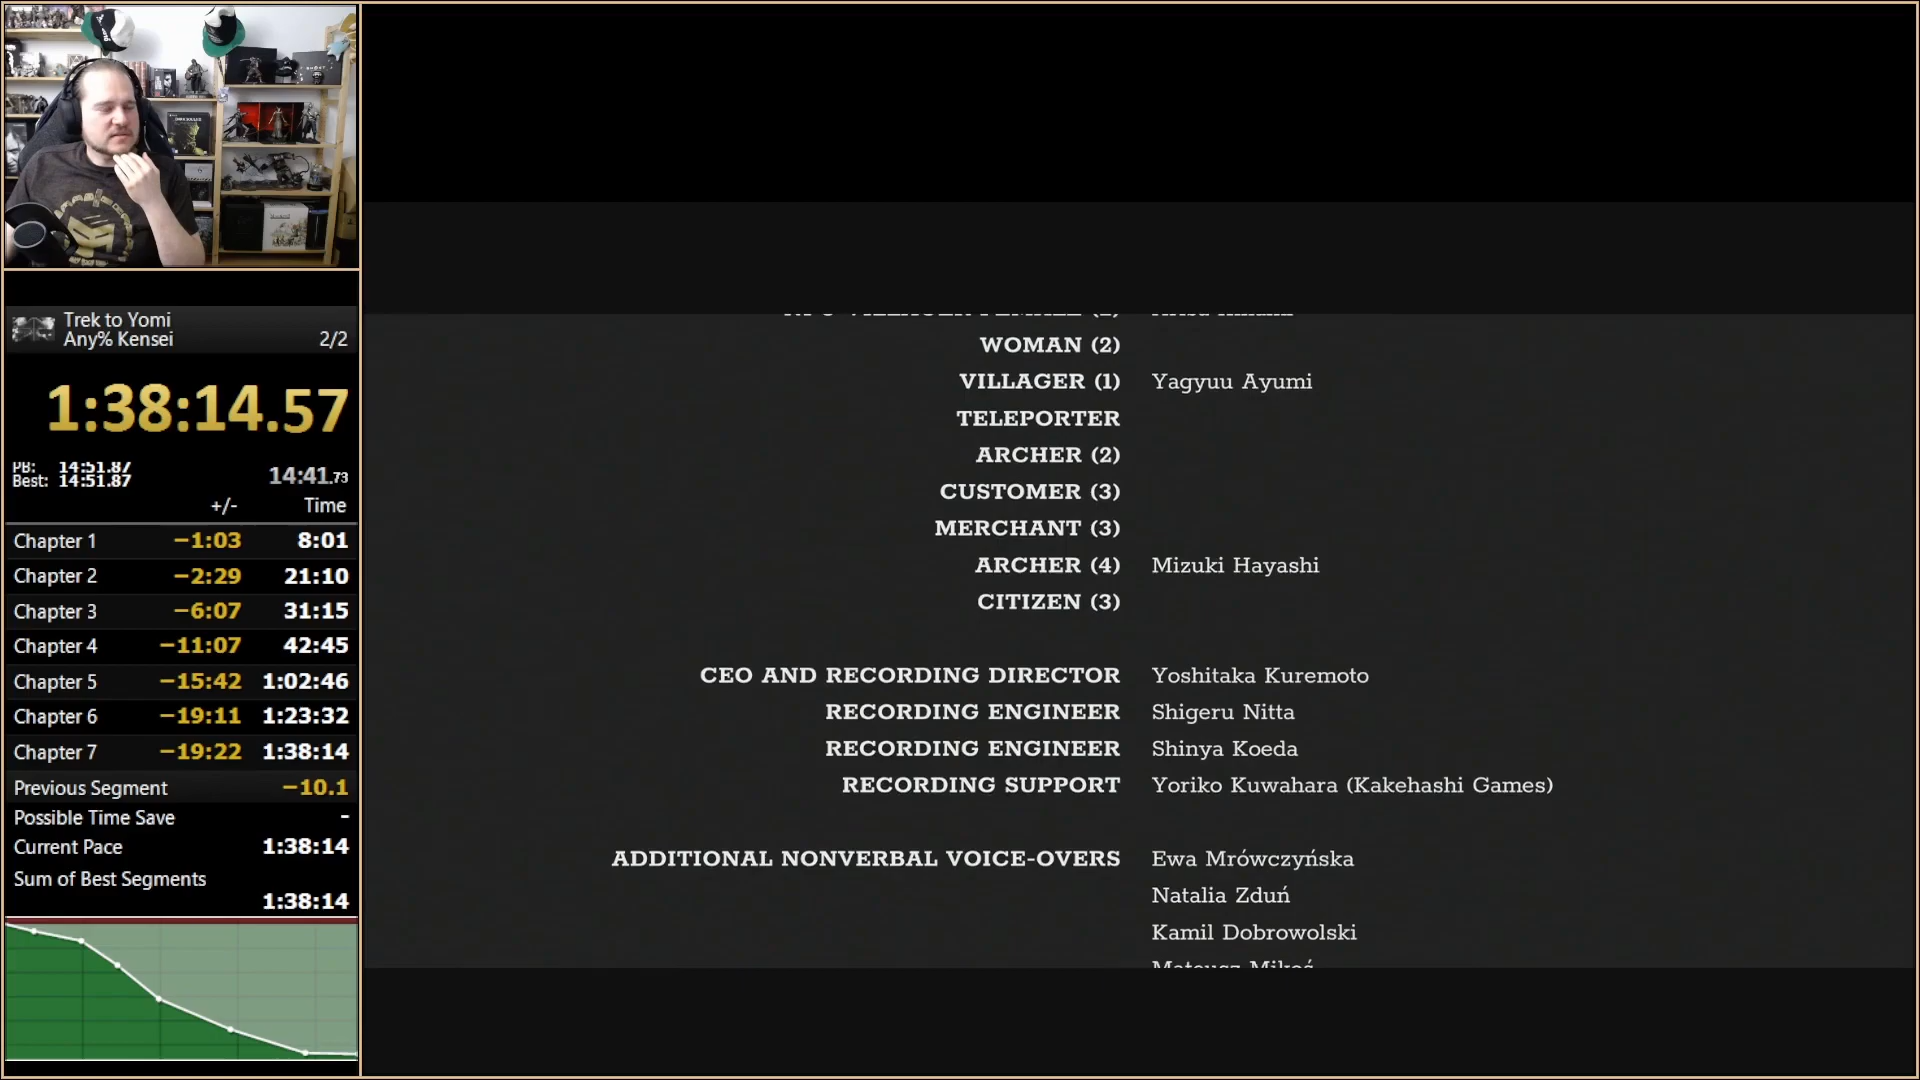 Trek to Yomi
Any% Kensei 2/2
1:38:14.57
PB: 14:51.87
Best: 14:51.87 14:41.73
+/- Time
Chapter 1 −1:03 8:01
Chapter 2 −2:29 21:10
Chapter 3 −6:07 31:15
Chapter 4 −11:07 42:45
Chapter 5 −15:42 1:02:46
Chapter 6 −19:11 1:23:32
Chapter 7 −19:22 1:38:14
Previous Segment −10.1
Possible Time Save -
Current Pace 1:38:14
Sum of Best Segments
1:38:14
WOMAN (2)
VILLAGER (1) Yagyuu Ayumi
TELEPORTER
ARCHER (2)
CUSTOMER (3)
MERCHANT (3)
ARCHER (4) Mizuki Hayashi
CITIZEN (3)
CEO AND RECORDING DIRECTOR Yoshitaka Kuremoto
RECORDING ENGINEER Shigeru Nitta
RECORDING ENGINEER Shinya Koeda
RECORDING SUPPORT Yoriko Kuwahara (Kakehashi Games)
ADDITIONAL NONVERBAL VOICE-OVERS Ewa Mrówczyńska
Natalia Zduń
Kamil Dobrowolski